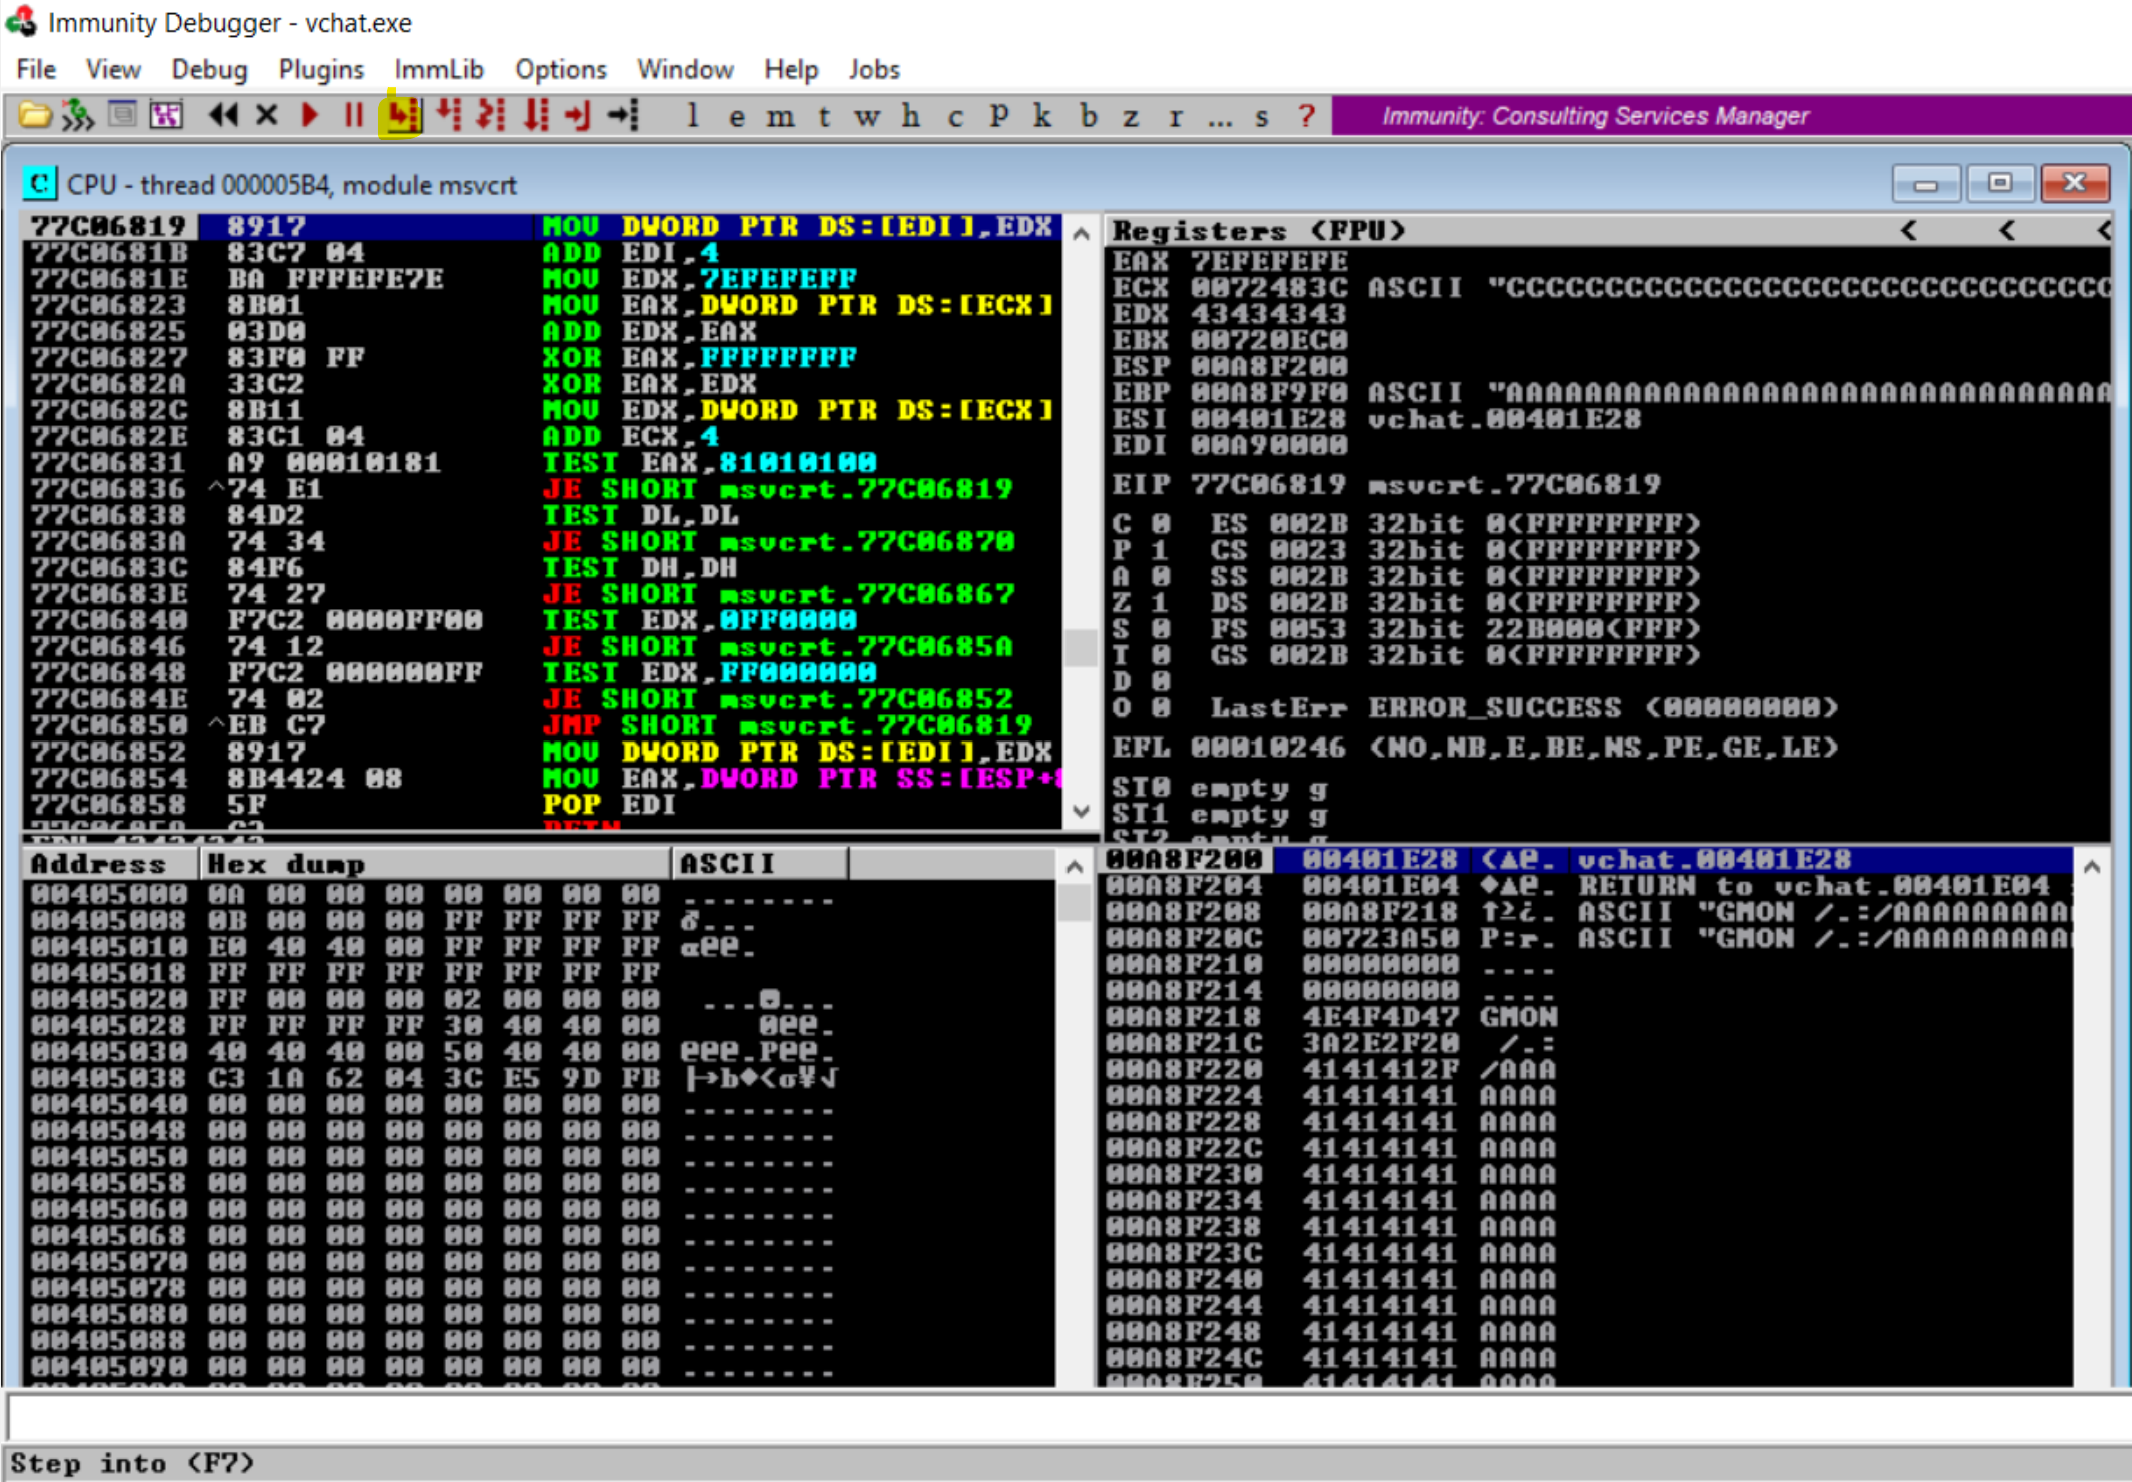 Immunity Debugger - vchat.exe
File View Debug Plugins ImmLib Options Window Help Jobs
l e m t w h c p k b z r ... s ? Immunity: Consulting Services Manager
C CPU - thread 000005B4, module msvcrt
77C06819 8917 MOV DWORD PTR DS:[EDI],EDX
77C0681B 83C7 04 ADD EDI,4
77C0681E BA FFFEFE7E MOV EDX,7EFEFEFF
77C06823 8B01 MOV EAX,DWORD PTR DS:[ECX]
77C06825 03D0 ADD EDX,EAX
77C06827 83F0 FF XOR EAX,FFFFFFFF
77C0682A 33C2 XOR EAX,EDX
77C0682C 8B11 MOV EDX,DWORD PTR DS:[ECX]
77C0682E 83C1 04 ADD ECX,4
77C06831 A9 00010181 TEST EAX,81010100
77C06836 ^74 E1 JE SHORT msvcrt.77C06819
77C06838 84D2 TEST DL,DL
77C0683A 74 34 JE SHORT msvcrt.77C06870
77C0683C 84F6 TEST DH,DH
77C0683E 74 27 JE SHORT msvcrt.77C06867
77C06840 F7C2 0000FF00 TEST EDX,0FF0000
77C06846 74 12 JE SHORT msvcrt.77C0685A
77C06848 F7C2 000000FF TEST EDX,FF000000
77C0684E 74 02 JE SHORT msvcrt.77C06852
77C06850 ^EB C7 JMP SHORT msvcrt.77C06819
77C06852 8917 MOV DWORD PTR DS:[EDI],EDX
77C06854 8B4424 08 MOV EAX,DWORD PTR SS:[ESP+8
77C06858 5F POP EDI
77C06859 C3 RETN
EDX=43434343
Registers (FPU) < < <
EAX 7EFEFEFE
ECX 0072483C ASCII "CCCCCCCCCCCCCCCCCCCCCCCCCCCCCCC
EDX 43434343
EBX 00720EC0
ESP 00A8F200
EBP 00A8F9F0 ASCII "AAAAAAAAAAAAAAAAAAAAAAAAAAAAAAA
ESI 00401E28 vchat.00401E28
EDI 00A90000
EIP 77C06819 msvcrt.77C06819
C 0 ES 002B 32bit 0(FFFFFFFF)
P 1 CS 0023 32bit 0(FFFFFFFF)
A 0 SS 002B 32bit 0(FFFFFFFF)
Z 1 DS 002B 32bit 0(FFFFFFFF)
S 0 FS 0053 32bit 22B000(FFF)
T 0 GS 002B 32bit 0(FFFFFFFF)
D 0
O 0 LastErr ERROR_SUCCESS (00000000)
EFL 00010246 (NO,NB,E,BE,NS,PE,GE,LE)
ST0 empty g
ST1 empty g
ST2 empty g
Address Hex dump ASCII
00405000 0A 00 00 00 00 00 00 00 ........
00405008 0B 00 00 00 FF FF FF FF ♂...
00405010 E0 40 40 00 FF FF FF FF α@@.
00405018 FF FF FF FF FF FF FF FF
00405020 FF 00 00 00 02 00 00 00 ...☻...
00405028 FF FF FF FF 30 40 40 00 0@@.
00405030 40 40 40 00 50 40 40 00 @@@.P@@.
00405038 C3 1A 62 04 3C E5 9D FB ├→b♦<σ¥√
00405040 00 00 00 00 00 00 00 00 ........
00405048 00 00 00 00 00 00 00 00 ........
00405050 00 00 00 00 00 00 00 00 ........
00405058 00 00 00 00 00 00 00 00 ........
00405060 00 00 00 00 00 00 00 00 ........
00405068 00 00 00 00 00 00 00 00 ........
00405070 00 00 00 00 00 00 00 00 ........
00405078 00 00 00 00 00 00 00 00 ........
00405080 00 00 00 00 00 00 00 00 ........
00405088 00 00 00 00 00 00 00 00 ........
00405090 00 00 00 00 00 00 00 00 ........
00A8F200 00401E28 (▲@. vchat.00401E28
00A8F204 00401E04 ♦▲@. RETURN to vchat.00401E04
00A8F208 00A8F218 ↑≥¿. ASCII "GMON /.:/AAAAAAAAAA
00A8F20C 00723A50 P:r. ASCII "GMON /.:/AAAAAAAAAA
00A8F210 00000000 ....
00A8F214 00000000 ....
00A8F218 4E4F4D47 GMON
00A8F21C 3A2E2F20 /.:
00A8F220 4141412F /AAA
00A8F224 41414141 AAAA
00A8F228 41414141 AAAA
00A8F22C 41414141 AAAA
00A8F230 41414141 AAAA
00A8F234 41414141 AAAA
00A8F238 41414141 AAAA
00A8F23C 41414141 AAAA
00A8F240 41414141 AAAA
00A8F244 41414141 AAAA
00A8F248 41414141 AAAA
00A8F24C 41414141 AAAA
00A8F250 41414141 AAAA
Step into (F7)